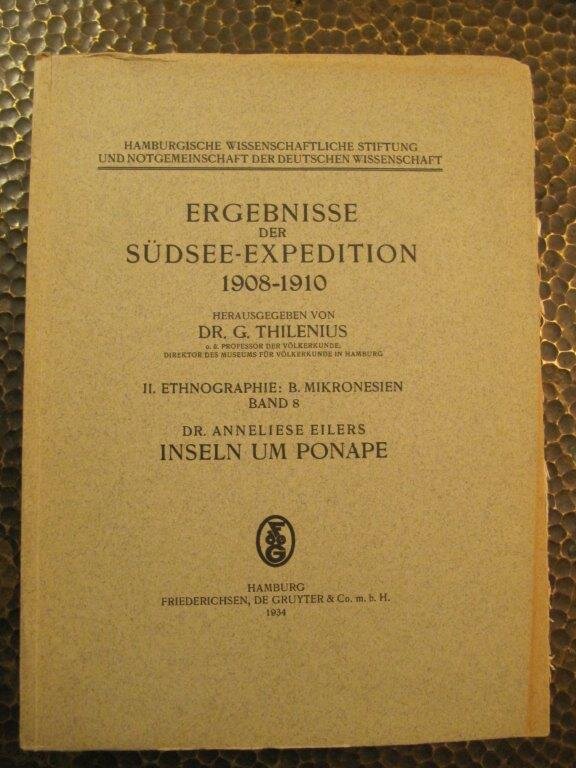 HAMBURGISCHE WISSENSCHAFTLICHE STIFTUNG
UND NOTGEMEINSCHAFT DER DEUTSCHEN WISSENSCHAFT
ERGEBNISSE
DER
SÜDSEE-EXPEDITION
1908-1910
HERAUSGEGEBEN VON
DR. G. THILENIUS
o. ö. PROFESSOR DER VÖLKERKUNDE,
DIREKTOR DES MUSEUMS FÜR VÖLKERKUNDE IN HAMBURG
II. ETHNOGRAPHIE: B. MIKRONESIEN
BAND 8
DR. ANNELIESE EILERS
INSELN UM PONAPE
F & G
HAMBURG
FRIEDERICHSEN, DE GRUYTER & Co. m. b. H.
1934